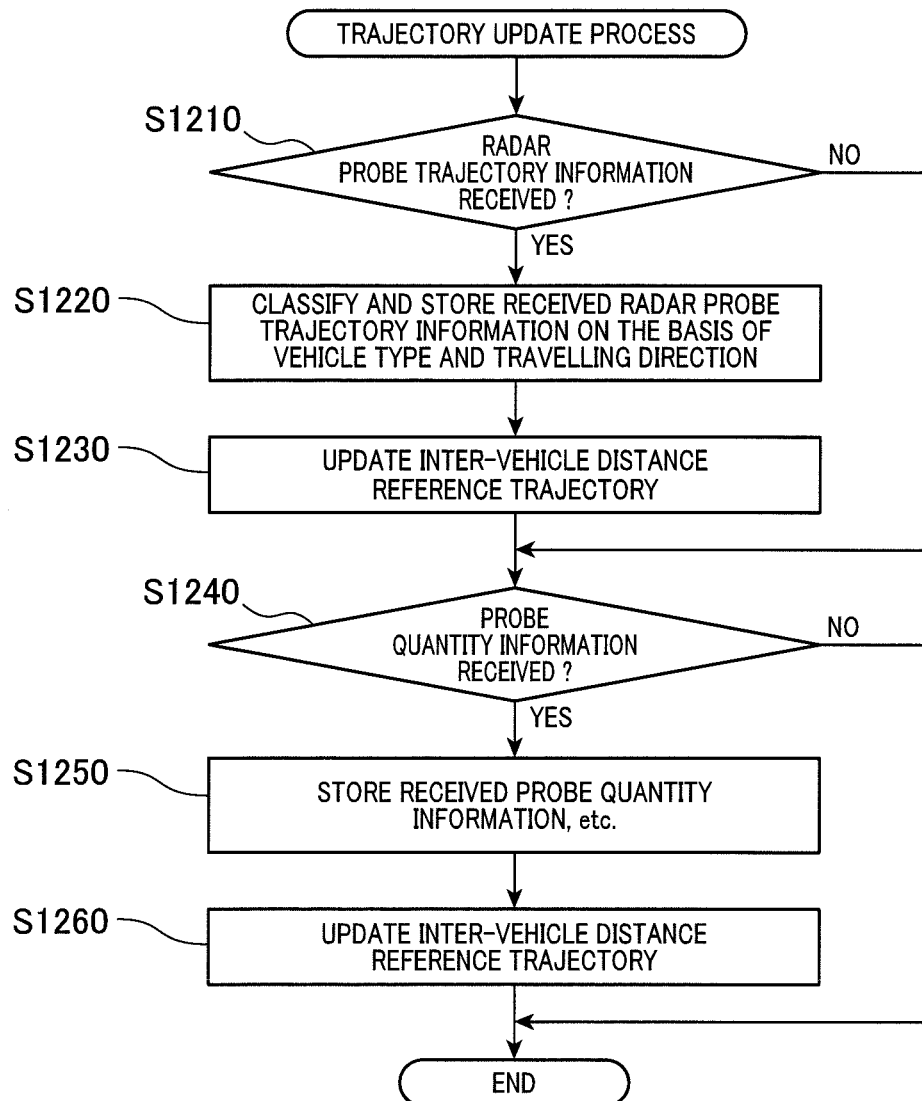 TRAJECTORY UPDATE PROCESS
S1210
RADAR
PROBE TRAJECTORY INFORMATION
RECEIVED ?
NO
YES
S1220
CLASSIFY AND STORE RECEIVED RADAR PROBE
TRAJECTORY INFORMATION ON THE BASIS OF
VEHICLE TYPE AND TRAVELLING DIRECTION
S1230
UPDATE INTER-VEHICLE DISTANCE
REFERENCE TRAJECTORY
S1240
PROBE
QUANTITY INFORMATION
RECEIVED ?
NO
YES
S1250
STORE RECEIVED PROBE QUANTITY
INFORMATION, etc.
S1260
UPDATE INTER-VEHICLE DISTANCE
REFERENCE TRAJECTORY
END